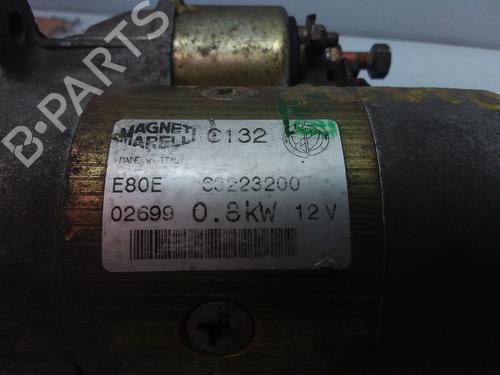 MAGNETI
MARELLI
C132
MADE IN ITALY
E80E 63223200
02699 0.8kW 12V
B-PARTS